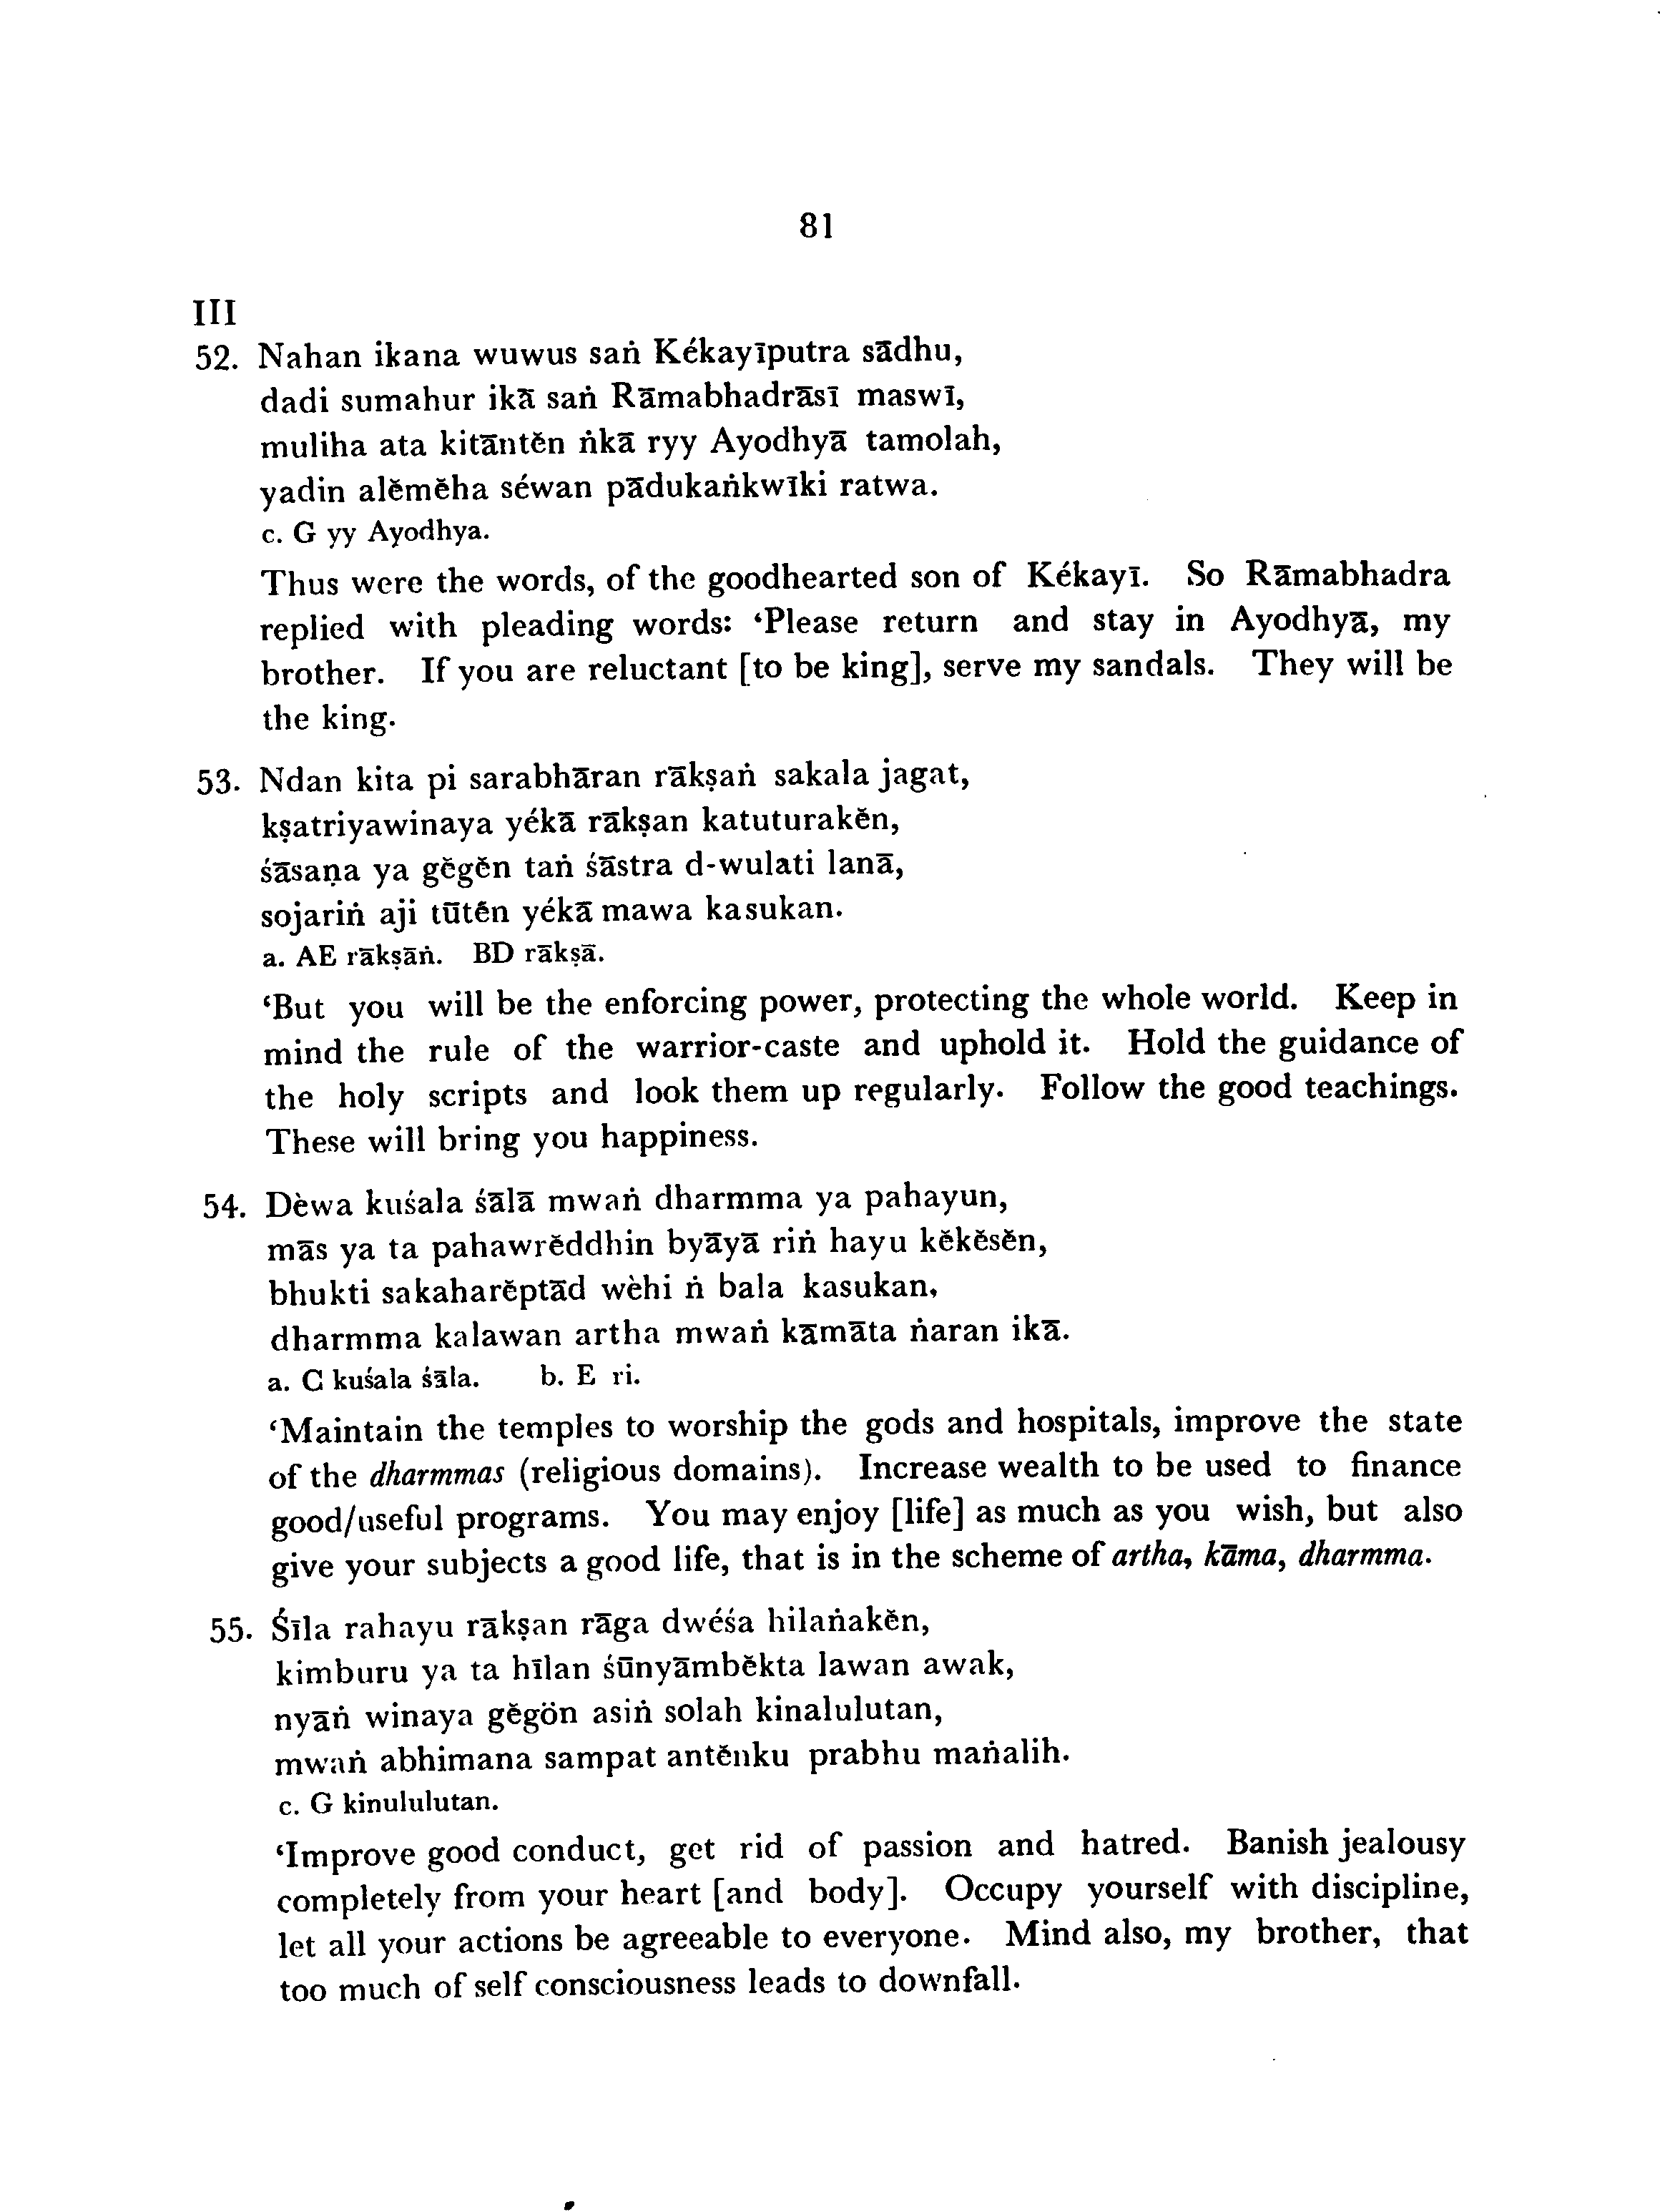 81
III
52. Nahan ikana wuwus saṅ Kékayīputra sādhu,
dadi sumahur ikā saṅ Rāmabhadrāsī maswī,
muliha ata kitāntĕn ṅkā ryy Ayodhyā tamolah,
yadin alĕmĕha séwan pādukaṅkwīki ratwa.
c. G yy Ayodhya.
Thus were the words, of the goodhearted son of Kékayī. So Rāmabhadra
replied with pleading words: ‘Please return and stay in Ayodhyā, my
brother. If you are reluctant [to be king], serve my sandals. They will be
the king.
53. Ndan kita pi sarabhāran rākṣaṅ sakala jagat,
kṣatriyawinaya yékā rākṣan katuturakĕn,
śāsaṇa ya gĕgĕn taṅ śāstra d-wulati lanā,
sojariṅ aji tūtĕn yékā mawa kasukan.
a. AE rākṣāṅ. BD rākṣā.
‘But you will be the enforcing power, protecting the whole world. Keep in
mind the rule of the warrior-caste and uphold it. Hold the guidance of
the holy scripts and look them up regularly. Follow the good teachings.
These will bring you happiness.
54. Dèwa kuśala śālā mwaṅ dharmma ya pahayun,
mās ya ta pahawrĕddhin byāyā riṅ hayu kĕkĕsĕn,
bhukti sakaharĕptād wèhi ṅ bala kasukan,
dharmma kalawan artha mwaṅ kāmāta ṅaran ikā.
a. C kuśala śāla. b. E ri.
‘Maintain the temples to worship the gods and hospitals, improve the state
of the dharmmas (religious domains). Increase wealth to be used to finance
good/useful programs. You may enjoy [life] as much as you wish, but also
give your subjects a good life, that is in the scheme of artha, kāma, dharmma.
55. Śīla rahayu rākṣan rāga dwéśa hilaṅakĕn,
kimburu ya ta hīlan śūnyāmbĕkta lawan awak,
nyāṅ winaya gĕgön asiṅ solah kinalulutan,
mwaṅ abhimana sampat antĕnku prabhu maṅalih.
c. G kinululutan.
‘Improve good conduct, get rid of passion and hatred. Banish jealousy
completely from your heart [and body]. Occupy yourself with discipline,
let all your actions be agreeable to everyone. Mind also, my brother, that
too much of self consciousness leads to downfall.